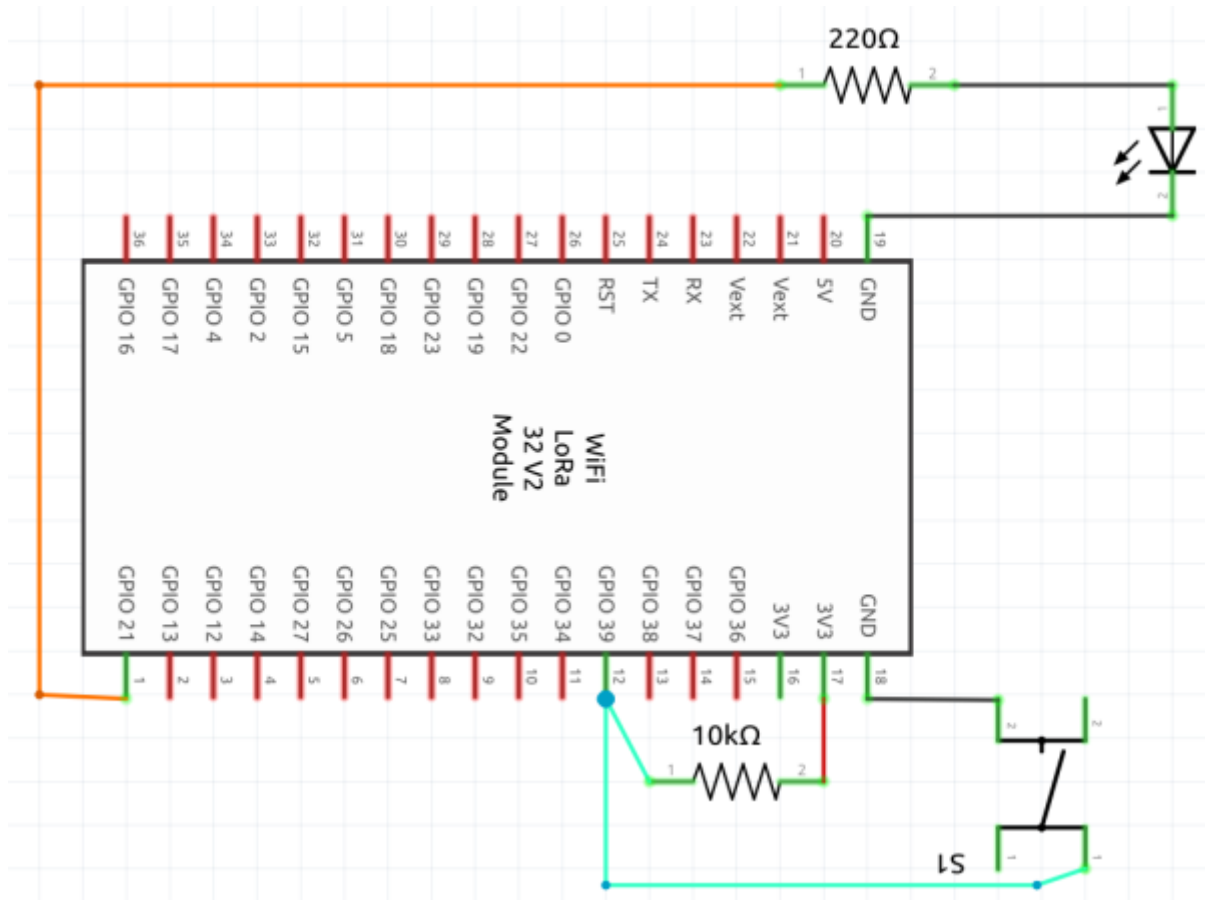 220Ω
1
2
1
2
36
35
34
33
32
31
30
29
28
27
26
25
24
23
22
21
20
19
GPIO 16
GPIO 17
GPIO 4
GPIO 2
GPIO 15
GPIO 5
GPIO 18
GPIO 23
GPIO 19
GPIO 22
GPIO 0
RST
TX
RX
Vext
Vext
5V
GND
WiFi
LoRa
32 V2
Module
GPIO 21
GPIO 13
GPIO 12
GPIO 14
GPIO 27
GPIO 26
GPIO 25
GPIO 33
GPIO 32
GPIO 35
GPIO 34
GPIO 39
GPIO 38
GPIO 37
GPIO 36
3V3
3V3
GND
1
2
3
4
5
6
7
8
9
10
11
12
13
14
15
16
17
18
10kΩ
1
2
2
2
S1
1
1